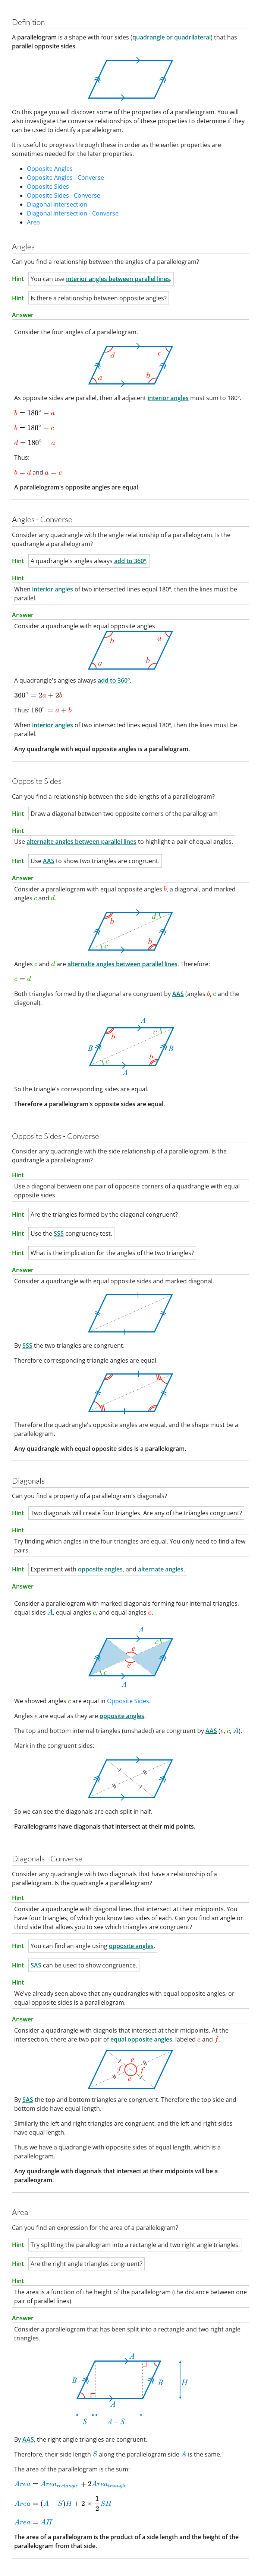 Definition
A parallelogram is a shape with four sides (quadrangle or quadrilateral) that has
parallel opposite sides.
On this page you will discover some of the properties of a parallelogram. You will
also investigate the converse relationships of these properties to determine if they
can be used to identify a parallelogram.
It is useful to progress through these in order as the earlier properties are
sometimes needed for the later properties.
Opposite Angles
Opposite Angles - Converse
Opposite Sides
Opposite Sides - Converse
Diagonal Intersection
Diagonal Intersection - Converse
Area
Angles
Can you find a relationship between the angles of a parallelogram?
Hint You can use interior angles between parallel lines.
Hint Is there a relationship between opposite angles?
Answer
Consider the four angles of a parallelogram.
d c
a b
As opposite sides are parallel, then all adjacent interior angles must sum to 180º.
b = 180° − a
b = 180° − c
d = 180° − a
Thus:
b = d and a = c
A parallelogram's opposite angles are equal.
Angles - Converse
Consider any quadrangle with the angle relationship of a parallelogram. Is the
quadrangle a parallelogram?
Hint A quadrangle's angles always add to 360º.
Hint
When interior angles of two intersected lines equal 180º, then the lines must be
parallel.
Answer
Consider a quadrangle with equal opposite angles
b a
a b
A quadrangle's angles always add to 360º.
360° = 2a + 2b
Thus: 180° = a + b
When interior angles of two intersected lines equal 180º, then the lines must be
parallel.
Any quadrangle with equal opposite angles is a parallelogram.
Opposite Sides
Can you find a relationship between the side lengths of a parallelogram?
Hint Draw a diagonal between two opposite corners of the parallogram
Hint
Use alternalte angles between parallel lines to highlight a pair of equal angles.
Hint Use AAS to show two triangles are congruent.
Answer
Consider a parallelogram with equal opposite angles b, a diagonal, and marked
angles c and d.
b d
c b
Angles c and d are alternalte angles between parallel lines. Therefore:
c = d
Both triangles formed by the diagonal are congruent by AAS (angles b, c and the
diagonal).
A
b c
B B
c b
A
So the triangle's corresponding sides are equal.
Therefore a parallelogram's opposite sides are equal.
Opposite Sides - Converse
Consider any quadrangle with the side relationship of a parallelogram. Is the
quadrangle a parallelogram?
Hint
Use a diagonal between one pair of opposite corners of a quadrangle with equal
opposite sides.
Hint Are the triangles formed by the diagonal congruent?
Hint Use the SSS congruency test.
Hint What is the implication for the angles of the two triangles?
Answer
Consider a quadrangle with equal opposite sides and marked diagonal.
By SSS the two triangles are congruent.
Therefore corresponding triangle angles are equal.
Therefore the quadrangle's opposite angles are equal, and the shape must be a
parallelogram.
Any quadrangle with equal opposite sides is a parallelogram.
Diagonals
Can you find a property of a parallelogram's diagonals?
Hint Two diagonals will create four triangles. Are any of the triangles congruent?
Hint
Try finding which angles in the four triangles are equal. You only need to find a few
pairs.
Hint Experiment with opposite angles, and alternate angles.
Answer
Consider a parallelogram with marked diagonals forming four internal triangles,
equal sides A, equal angles c, and equal angles e.
A
c
e
e
c
A
We showed angles c are equal in Opposite Sides.
Angles e are equal as they are opposite angles.
The top and bottom internal triangles (unshaded) are congruent by AAS (e, c, A).
Mark in the congruent sides:
So we can see the diagonals are each split in half.
Parallelograms have diagonals that intersect at their mid points.
Diagonals - Converse
Consider any quadrangle with two diagonals that have a relationship of a
parallelogram. Is the quadrangle a parallelogram?
Hint
Consider a quadrangle with diagonal lines that intersect at their midpoints. You
have four triangles, of which you know two sides of each. Can you find an angle or
third side that allows you to see which triangles are congruent?
Hint You can find an angle using opposite angles.
Hint SAS can be used to show congruence.
Hint
We've already seen above that any quadrangles with equal opposite angles, or
equal opposite sides is a parallelogram.
Answer
Consider a quadrangle with diagonals that intersect at their midpoints. At the
intersection, there are two pair of equal opposite angles, labeled e and f.
e
f f
e
By SAS the top and bottom triangles are congruent. Therefore the top side and
bottom side have equal length.
Similarly the left and right triangles are congruent, and the left and right sides
have equal length.
Thus we have a quadrangle with opposite sides of equal length, which is a
parallelogram.
Any quadrangle with diagonals that intersect at their midpoints will be a
paralleogram.
Area
Can you find an expression for the area of a parallelogram?
Hint Try splitting the parallogram into a rectangle and two right angle triangles.
Hint Are the right angle triangles congruent?
Hint
The area is a function of the height of the parallelogram (the distance between one
pair of parallel lines).
Answer
Consider a parallelogram that has been split into a rectangle and two right angle
triangles.
A
B B H
A
S A − S
By AAS, the right angle triangles are congruent.
Therefore, their side length S along the parallelogram side A is the same.
The area of the parallelogram is the sum:
Area = Area_rectangle + 2Area_triangle
Area = (A − S)H + 2 × 1/2 SH
Area = AH
The area of a parallelogram is the product of a side length and the height of the
parallelogram from that side.